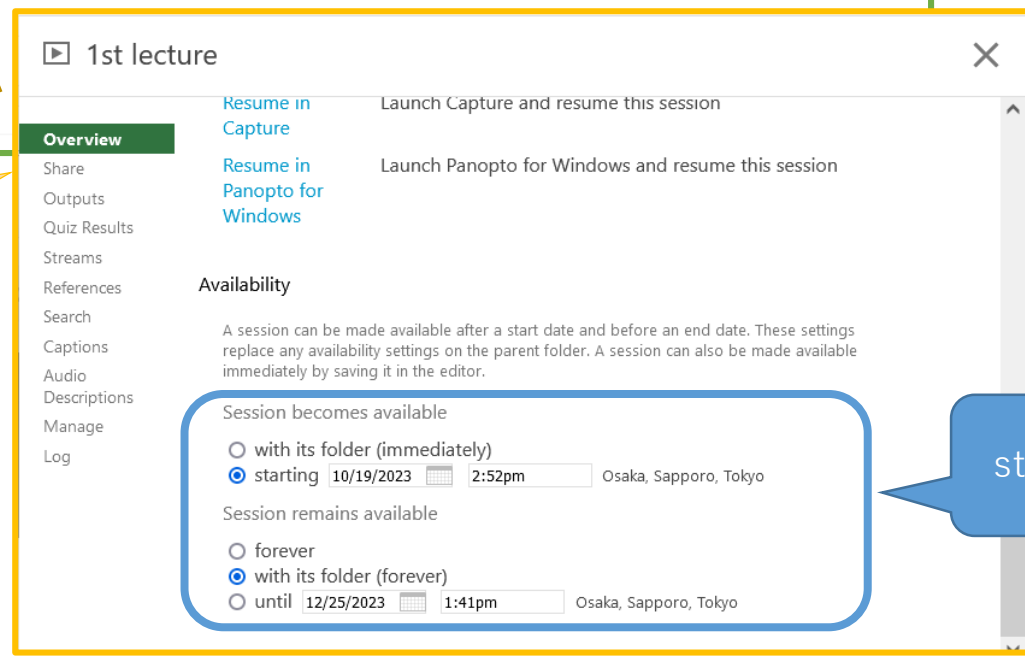 1st lecture
Overview
Share
Outputs
Quiz Results
Streams
References
Search
Captions
Audio
Descriptions
Manage
Log
Resume in
Capture
Launch Capture and resume this session
Resume in
Panopto for
Windows
Launch Panopto for Windows and resume this session
Availability
A session can be made available after a start date and before an end date. These settings
replace any availability settings on the parent folder. A session can also be made available
immediately by saving it in the editor.
Session becomes available
with its folder (immediately)
starting 10/19/2023 2:52pm Osaka, Sapporo, Tokyo
Session remains available
forever
with its folder (forever)
until 12/25/2023 1:41pm Osaka, Sapporo, Tokyo